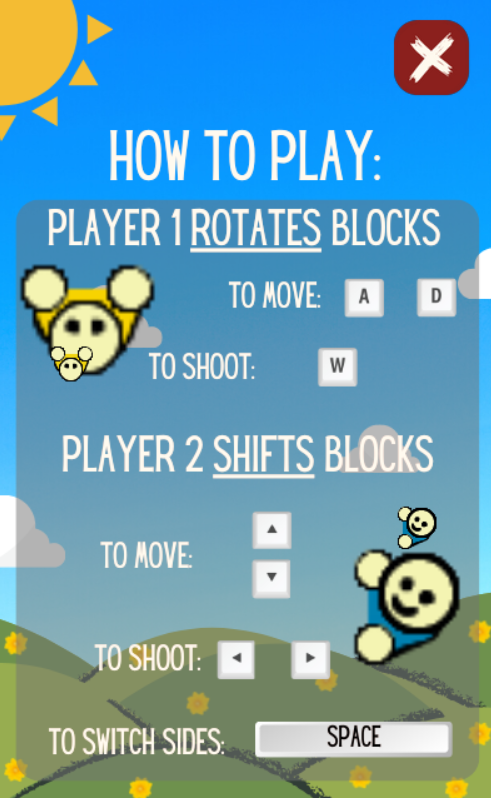 HOW TO PLAY:
PLAYER 1 ROTATES BLOCKS
TO MOVE: A D
TO SHOOT: W
PLAYER 2 SHIFTS BLOCKS
TO MOVE: ▲
▼
TO SHOOT: ◄ ►
TO SWITCH SIDES: SPACE